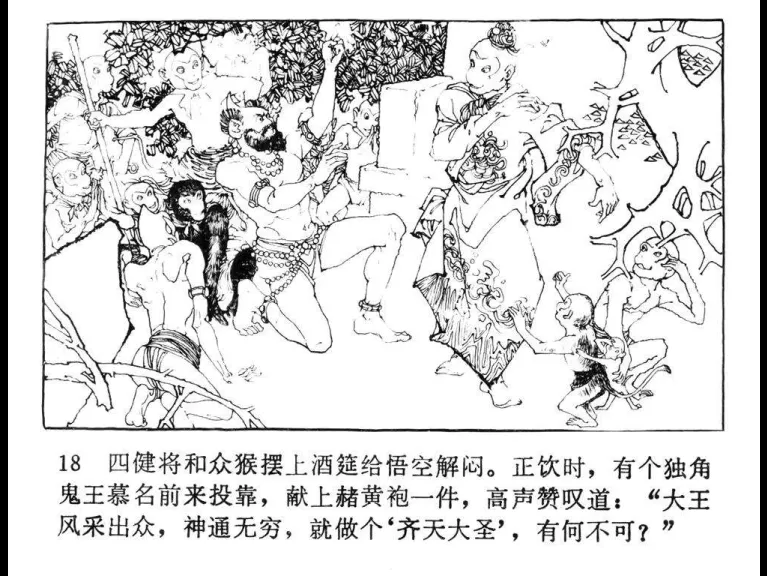 18 四健将和众猴摆上酒筵给悟空解闷。正饮时，有个独角
鬼王慕名前来投靠，献上赭黄袍一件，高声赞叹道：“大王
风采出众，神通无穷，就做个‘齐天大圣’，有何不可？”